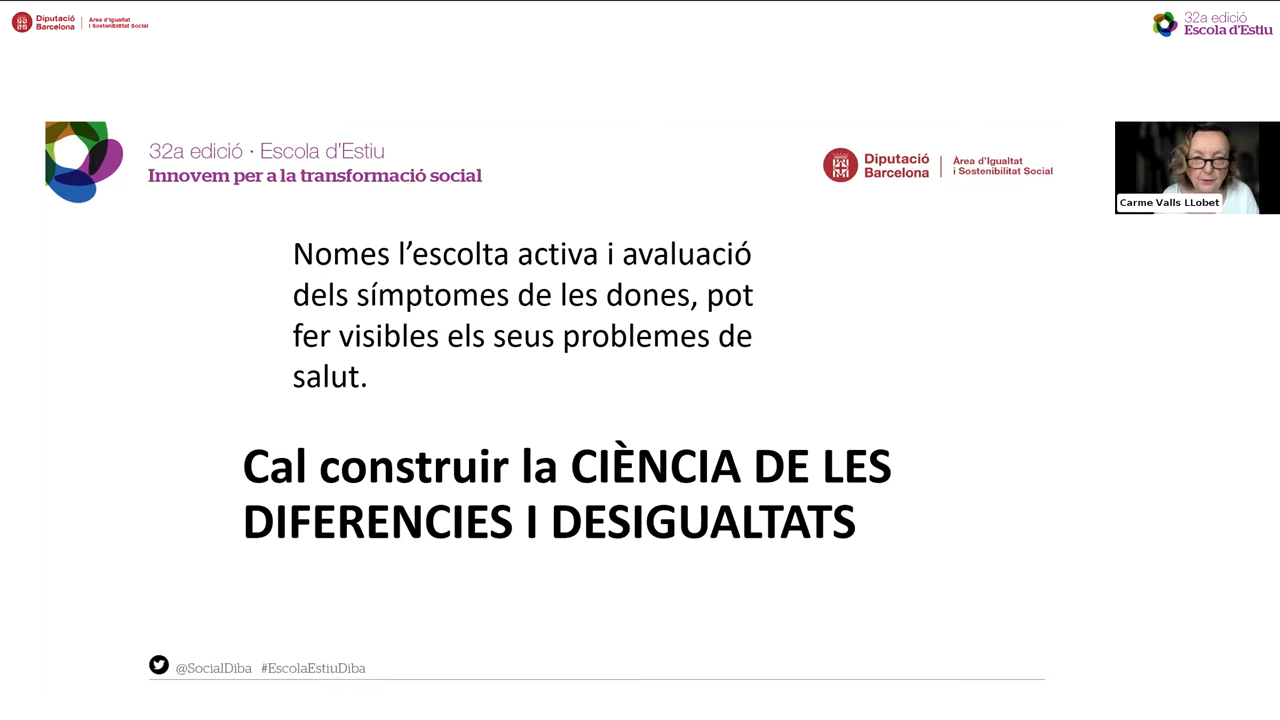 Diputació
Barcelona
Àrea d'Igualtat
i Sostenibilitat Social
32a edició
Escola d'Estiu
32a edició · Escola d'Estiu
Innovem per a la transformació social
Diputació
Barcelona
Àrea d'Igualtat
i Sostenibilitat Social
Carme Valls LLobet
Nomes l’escolta activa i avaluació
dels símptomes de les dones, pot
fer visibles els seus problemes de
salut.
Cal construir la CIÈNCIA DE LES
DIFERENCIES I DESIGUALTATS
@SocialDiba #EscolaEstiuDiba